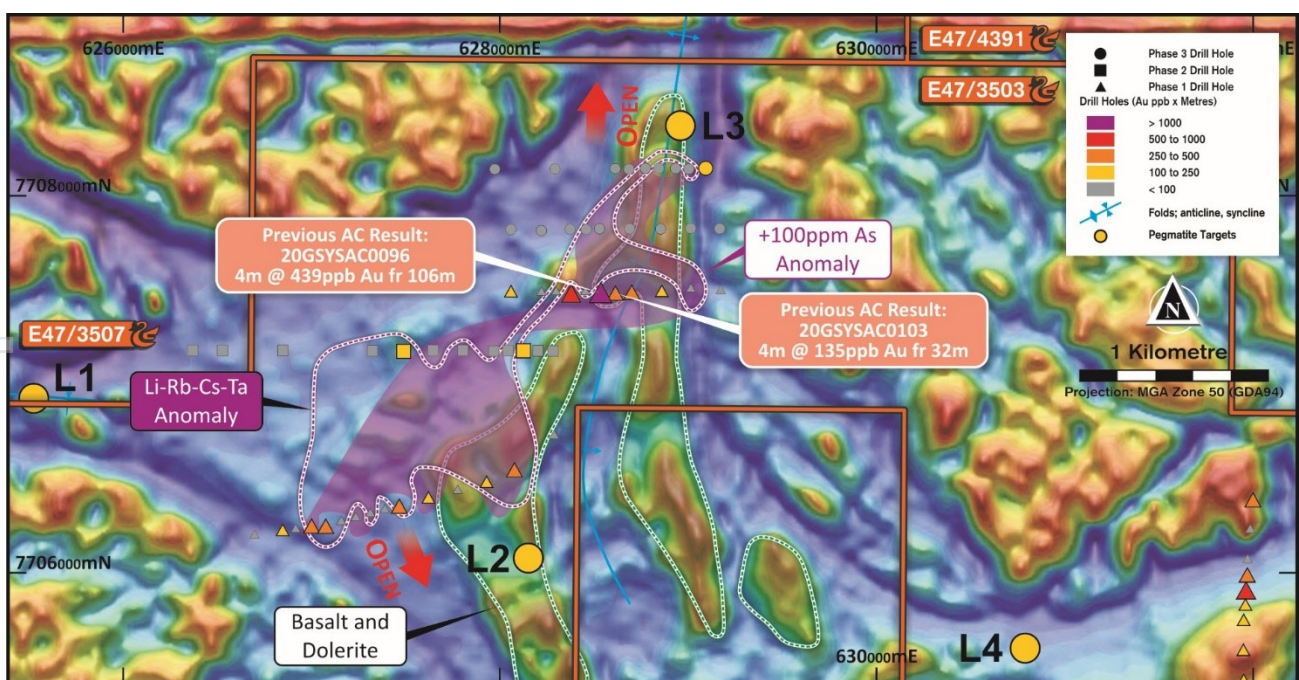 626000mE
628000mE
630000mE
E47/4391
E47/3503
Phase 3 Drill Hole
Phase 2 Drill Hole
Phase 1 Drill Hole
Drill Holes (Au ppb x Metres)
> 1000
500 to 1000
250 to 500
100 to 250
< 100
Folds; anticline, syncline
Pegmatite Targets
OPEN
L3
7708000mN
Previous AC Result:
20GSYSAC0096
4m @ 439ppb Au fr 106m
+100ppm As
Anomaly
Previous AC Result:
20GSYSAC0103
4m @ 135ppb Au fr 32m
N
1 Kilometre
Projection: MGA Zone 50 (GDA94)
E47/3507
L1
Li-Rb-Cs-Ta
Anomaly
7706000mN
OPEN
L2
Basalt and
Dolerite
630000mE
L4